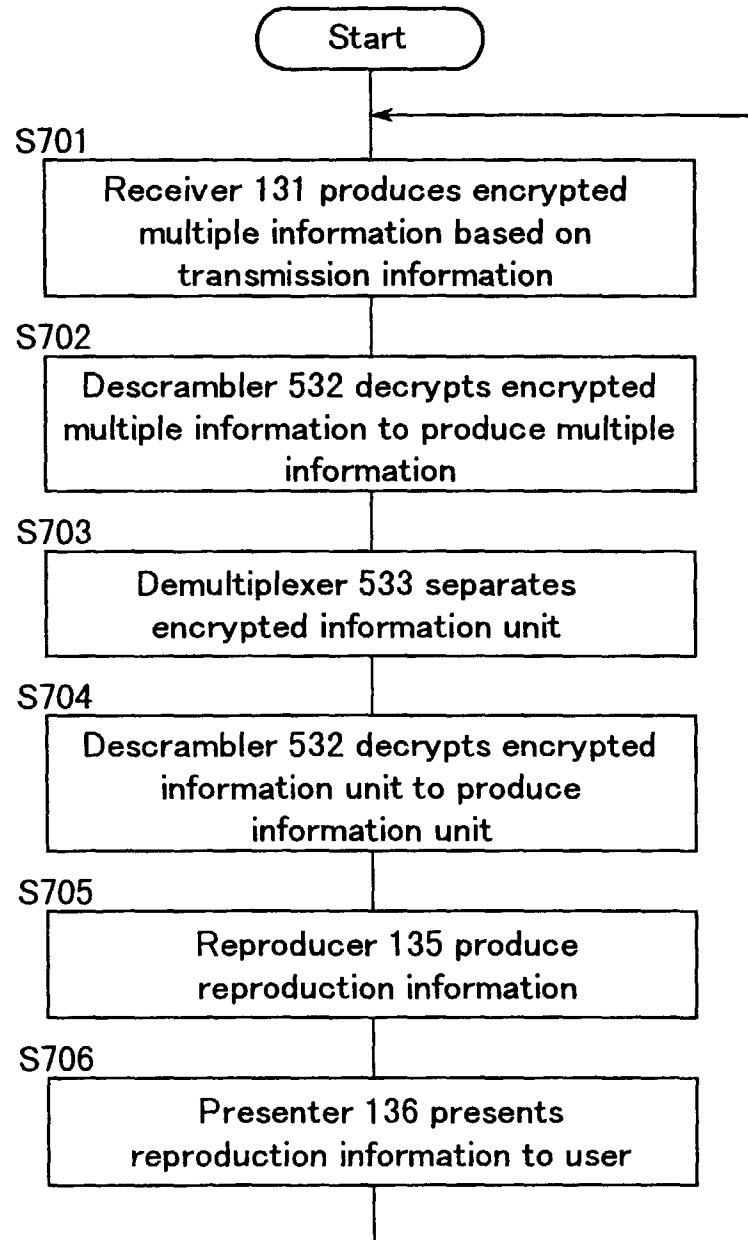 Start
S701
Receiver 131 produces encrypted
multiple information based on
transmission information
S702
Descrambler 532 decrypts encrypted
multiple information to produce multiple
information
S703
Demultiplexer 533 separates
encrypted information unit
S704
Descrambler 532 decrypts encrypted
information unit to produce
information unit
S705
Reproducer 135 produce
reproduction information
S706
Presenter 136 presents
reproduction information to user